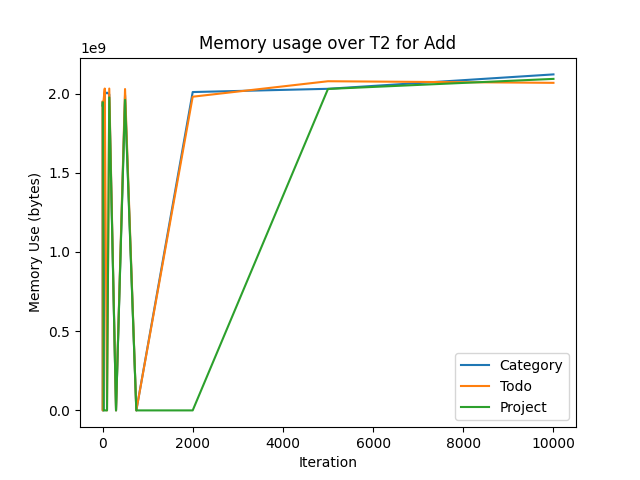 Memory usage over T2 for Add
1e9
2.0
1.5
1.0
0.5
0.0
Memory Use (bytes)
0 2000 4000 6000 8000 10000
Iteration
Category
Todo
Project